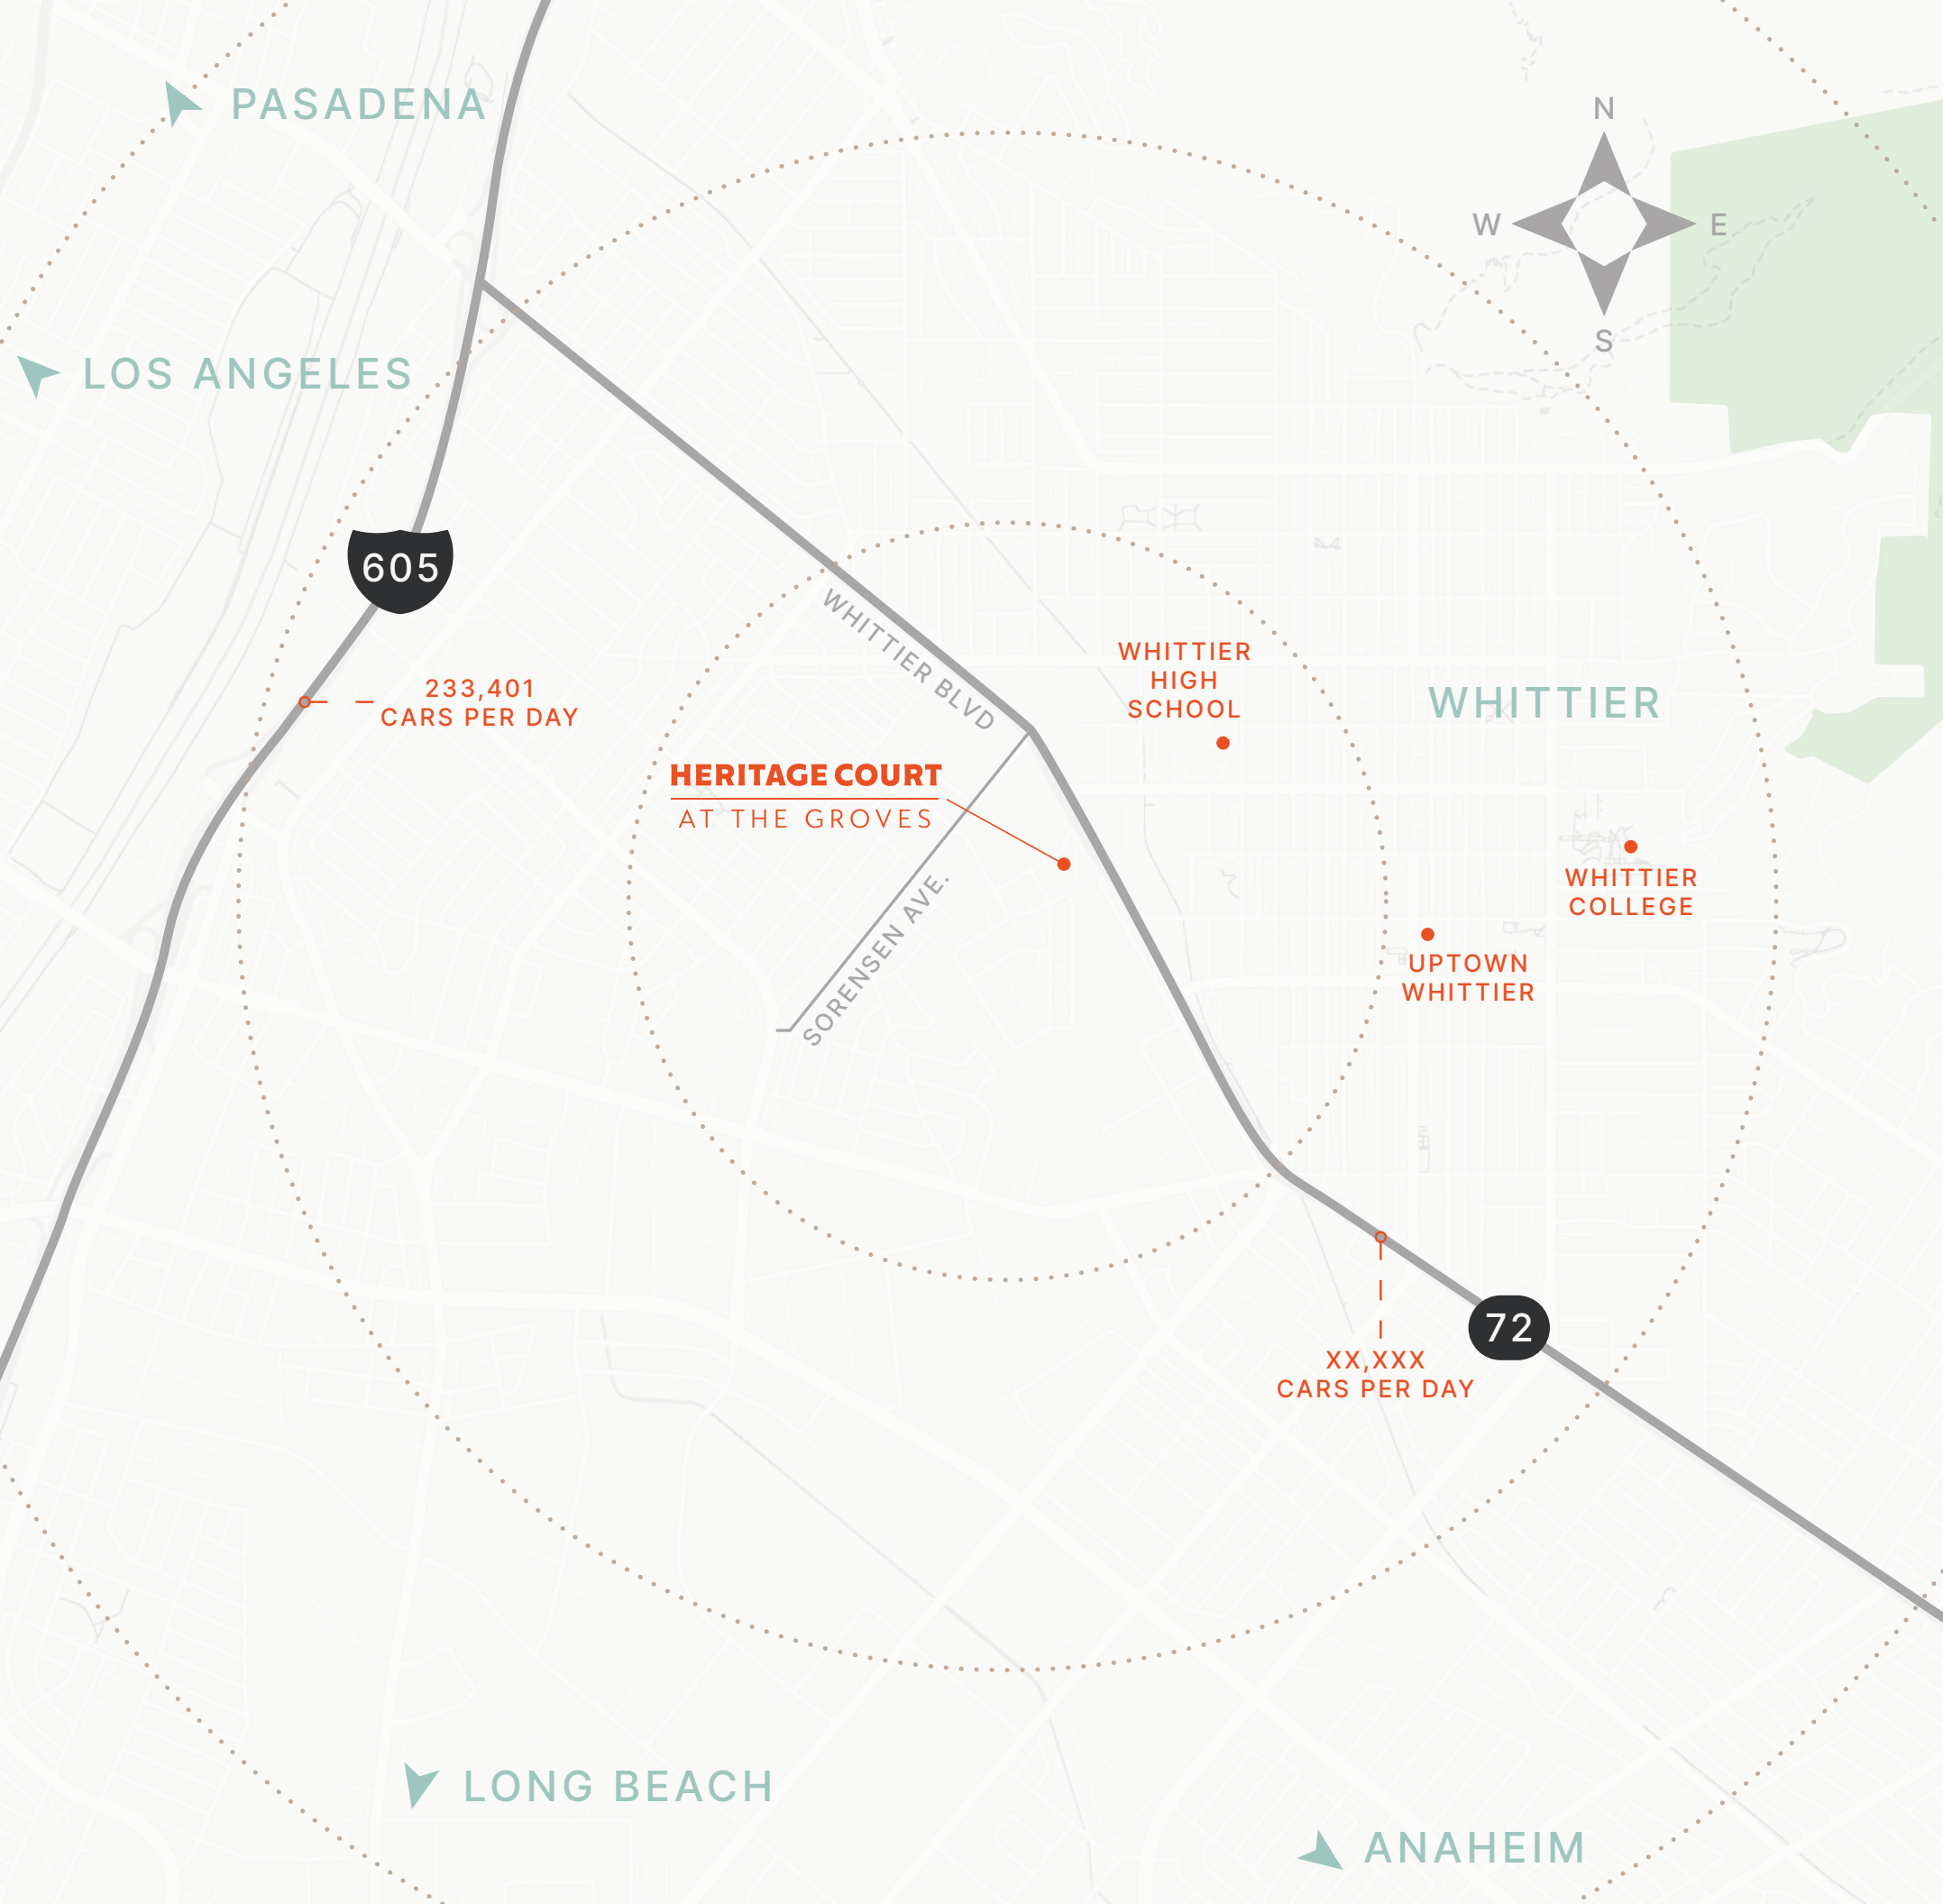 PASADENA
N
W
E
S
LOS ANGELES
605
WHITTIER BLVD
WHITTIER
HIGH
SCHOOL
WHITTIER
233,401
CARS PER DAY
HERITAGE COURT
AT THE GROVES
SORENSEN AVE.
WHITTIER
COLLEGE
UPTOWN
WHITTIER
72
XX,XXX
CARS PER DAY
LONG BEACH
ANAHEIM